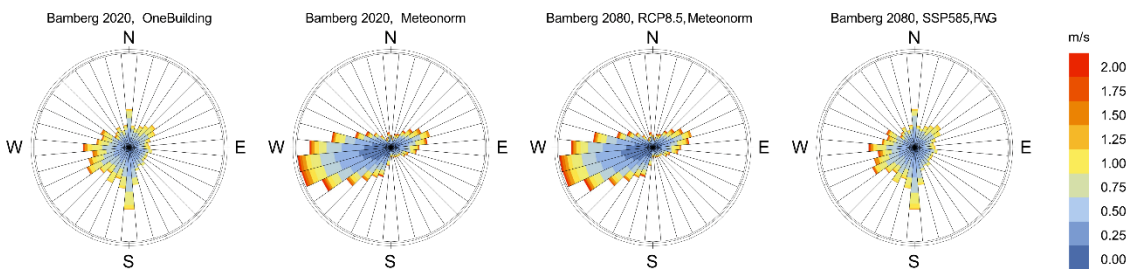 Bamberg 2020, OneBuilding
Bamberg 2020, Meteonorm
Bamberg 2080, RCP8.5, Meteonorm
Bamberg 2080, SSP585, FWG
m/s
N
N
N
N
W
E
W
E
W
E
W
E
S
S
S
S
2.00
1.75
1.50
1.25
1.00
0.75
0.50
0.25
0.00